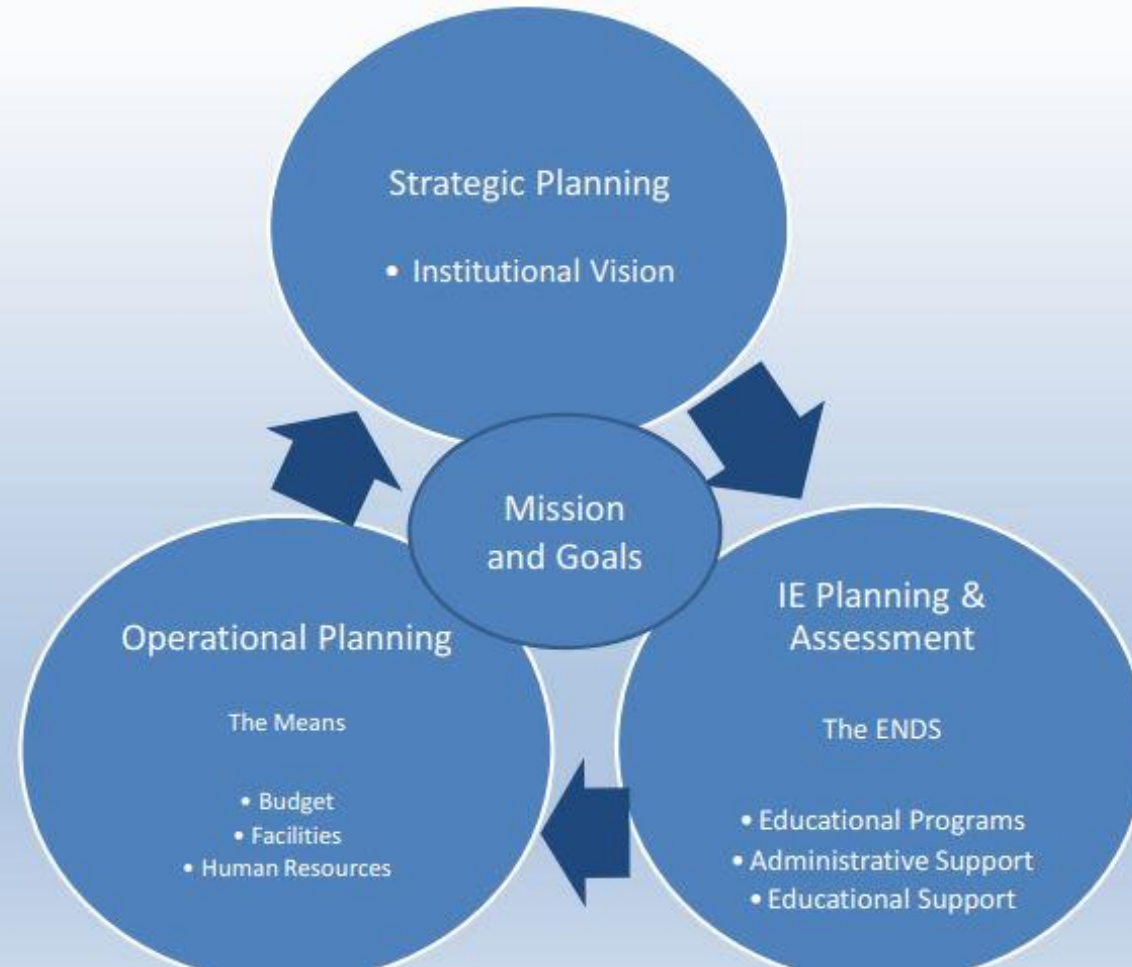 Strategic Planning
• Institutional Vision
Mission
and Goals
IE Planning &
Assessment
The ENDS
• Educational Programs
• Administrative Support
• Educational Support
Operational Planning
The Means
• Budget
• Facilities
• Human Resources